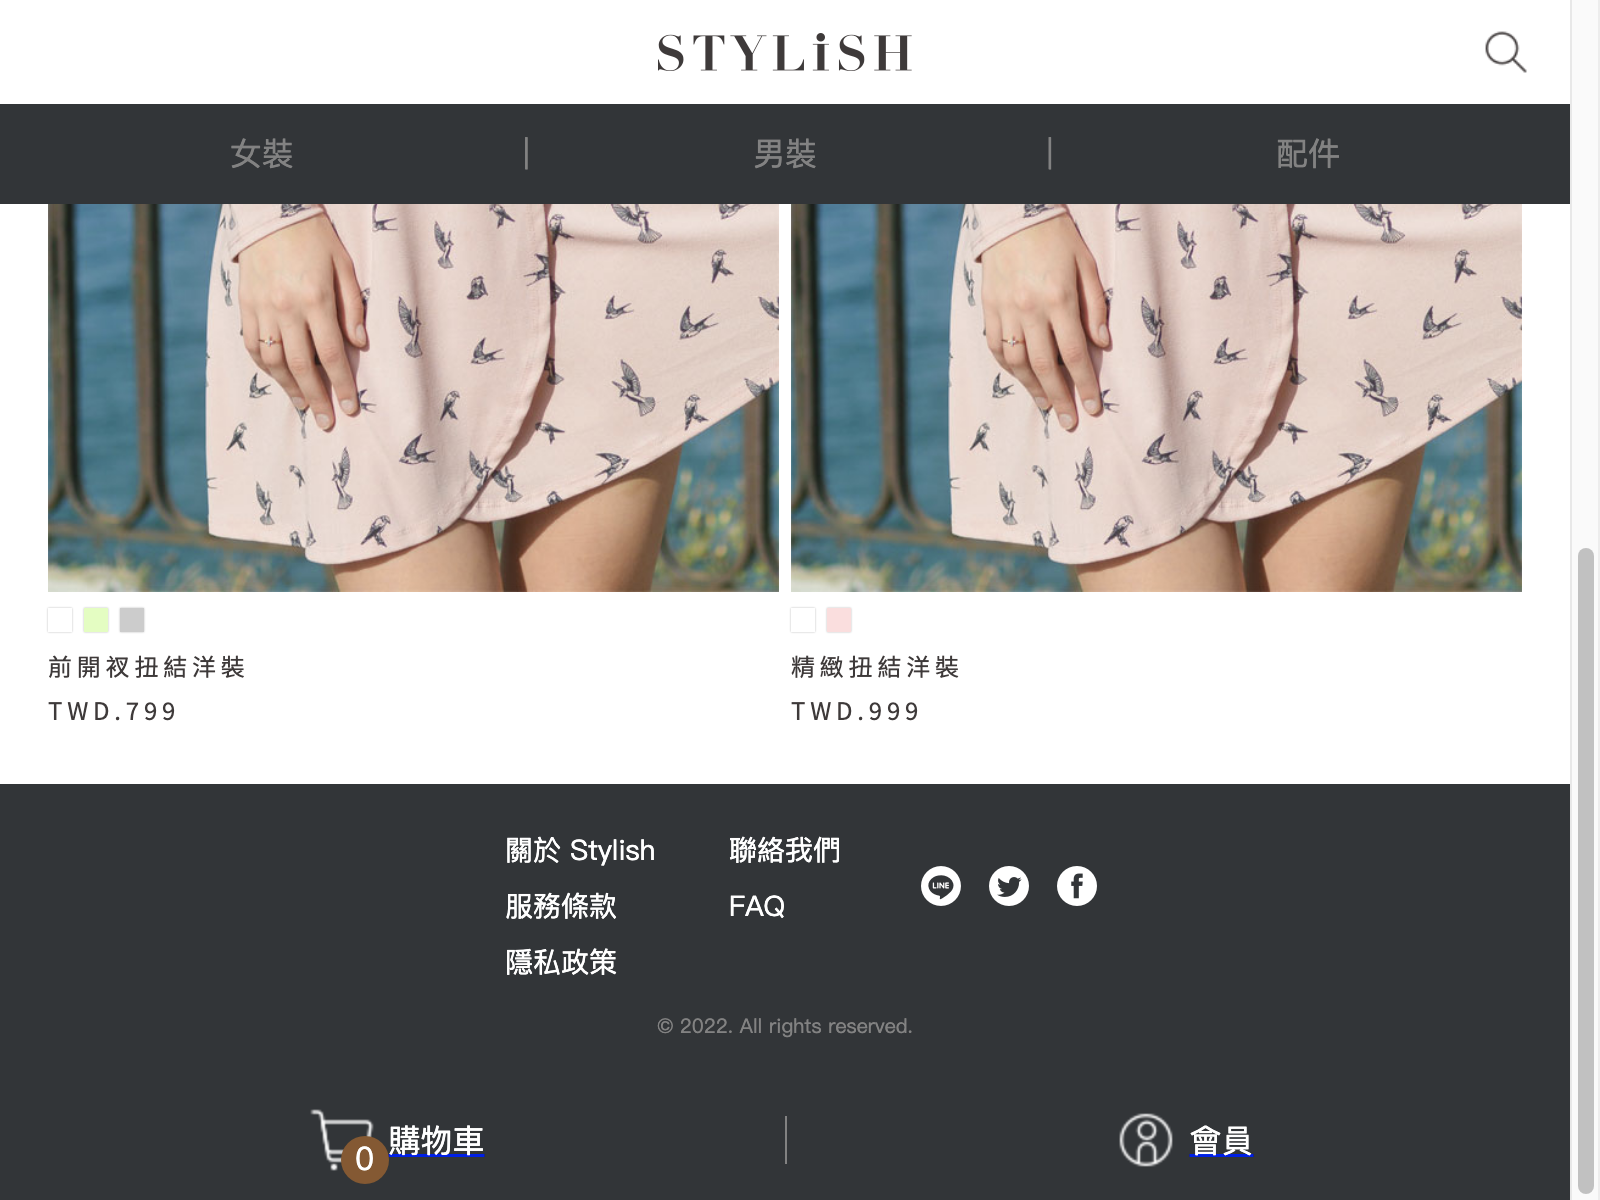 STYLiSH
女裝 | 男裝 | 配件
前開衩扭結洋裝
TWD.799
精緻扭結洋裝
TWD.999
關於 Stylish
服務條款
隱私政策
聯絡我們
FAQ
LINE
© 2022. All rights reserved.
0 購物車
會員